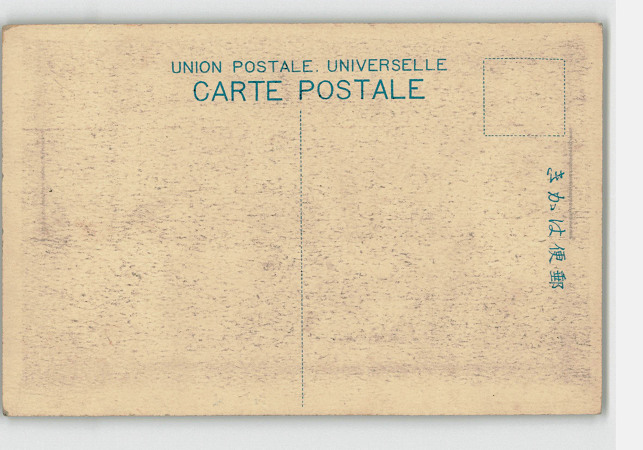 UNION POSTALE. UNIVERSELLE
CARTE POSTALE
郵便はかき